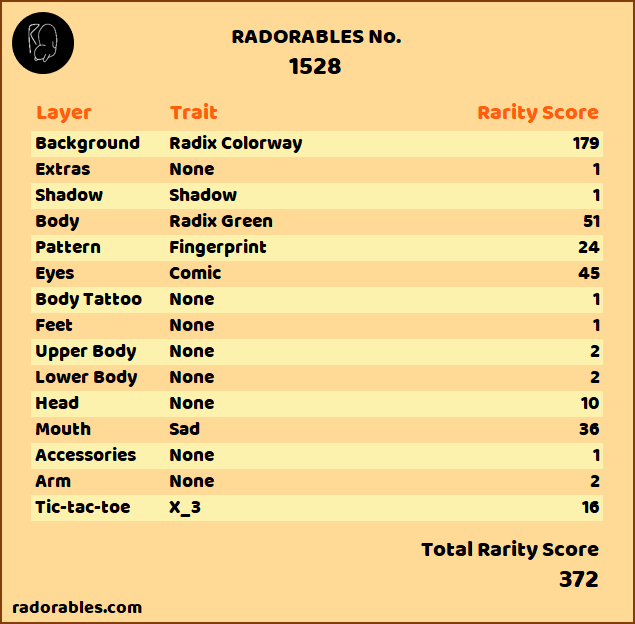 RADORABLES No.
1528
Layer Trait Rarity Score
Background Radix Colorway 179
Extras None 1
Shadow Shadow 1
Body Radix Green 51
Pattern Fingerprint 24
Eyes Comic 45
Body Tattoo None 1
Feet None 1
Upper Body None 2
Lower Body None 2
Head None 10
Mouth Sad 36
Accessories None 1
Arm None 2
Tic-tac-toe X_3 16
Total Rarity Score
372
radorables.com